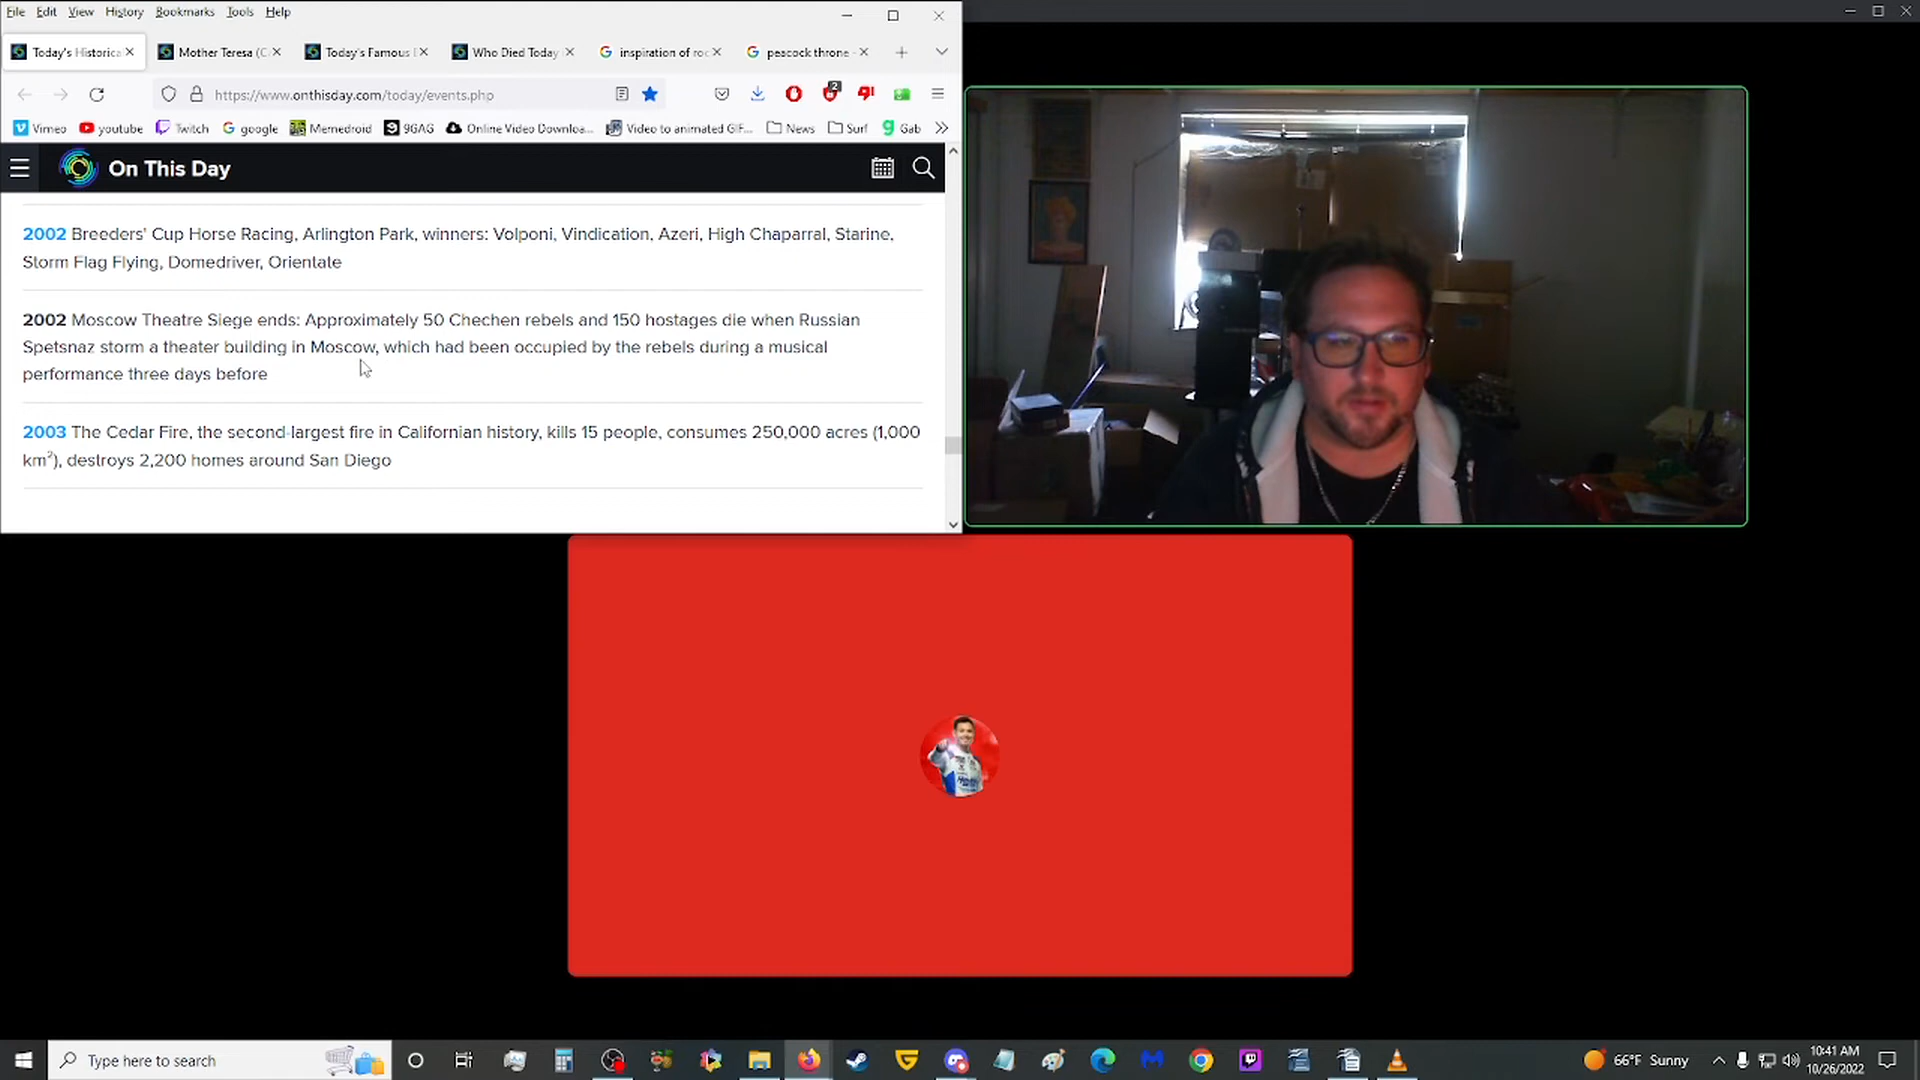 File Edit View History Bookmarks Tools Help
Today's Historica
Mother Teresa (C
Today's Famous
Who Died Today
inspiration of roc
peacock throne -
https://www.onthisday.com/today/events.php
Vimeo youtube Twitch google Memedroid 9GAG Online Video Downloa... Video to animated GIF... News Surf Gab
On This Day
2002 Breeders' Cup Horse Racing, Arlington Park, winners: Volponi, Vindication, Azeri, High Chaparral, Starine,
Storm Flag Flying, Domedriver, Orientate
2002 Moscow Theatre Siege ends: Approximately 50 Chechen rebels and 150 hostages die when Russian
Spetsnaz storm a theater building in Moscow, which had been occupied by the rebels during a musical
performance three days before
2003 The Cedar Fire, the second-largest fire in Californian history, kills 15 people, consumes 250,000 acres (1,000
km²), destroys 2,200 homes around San Diego
Type here to search
66°F Sunny
10:41 AM
10/26/2022